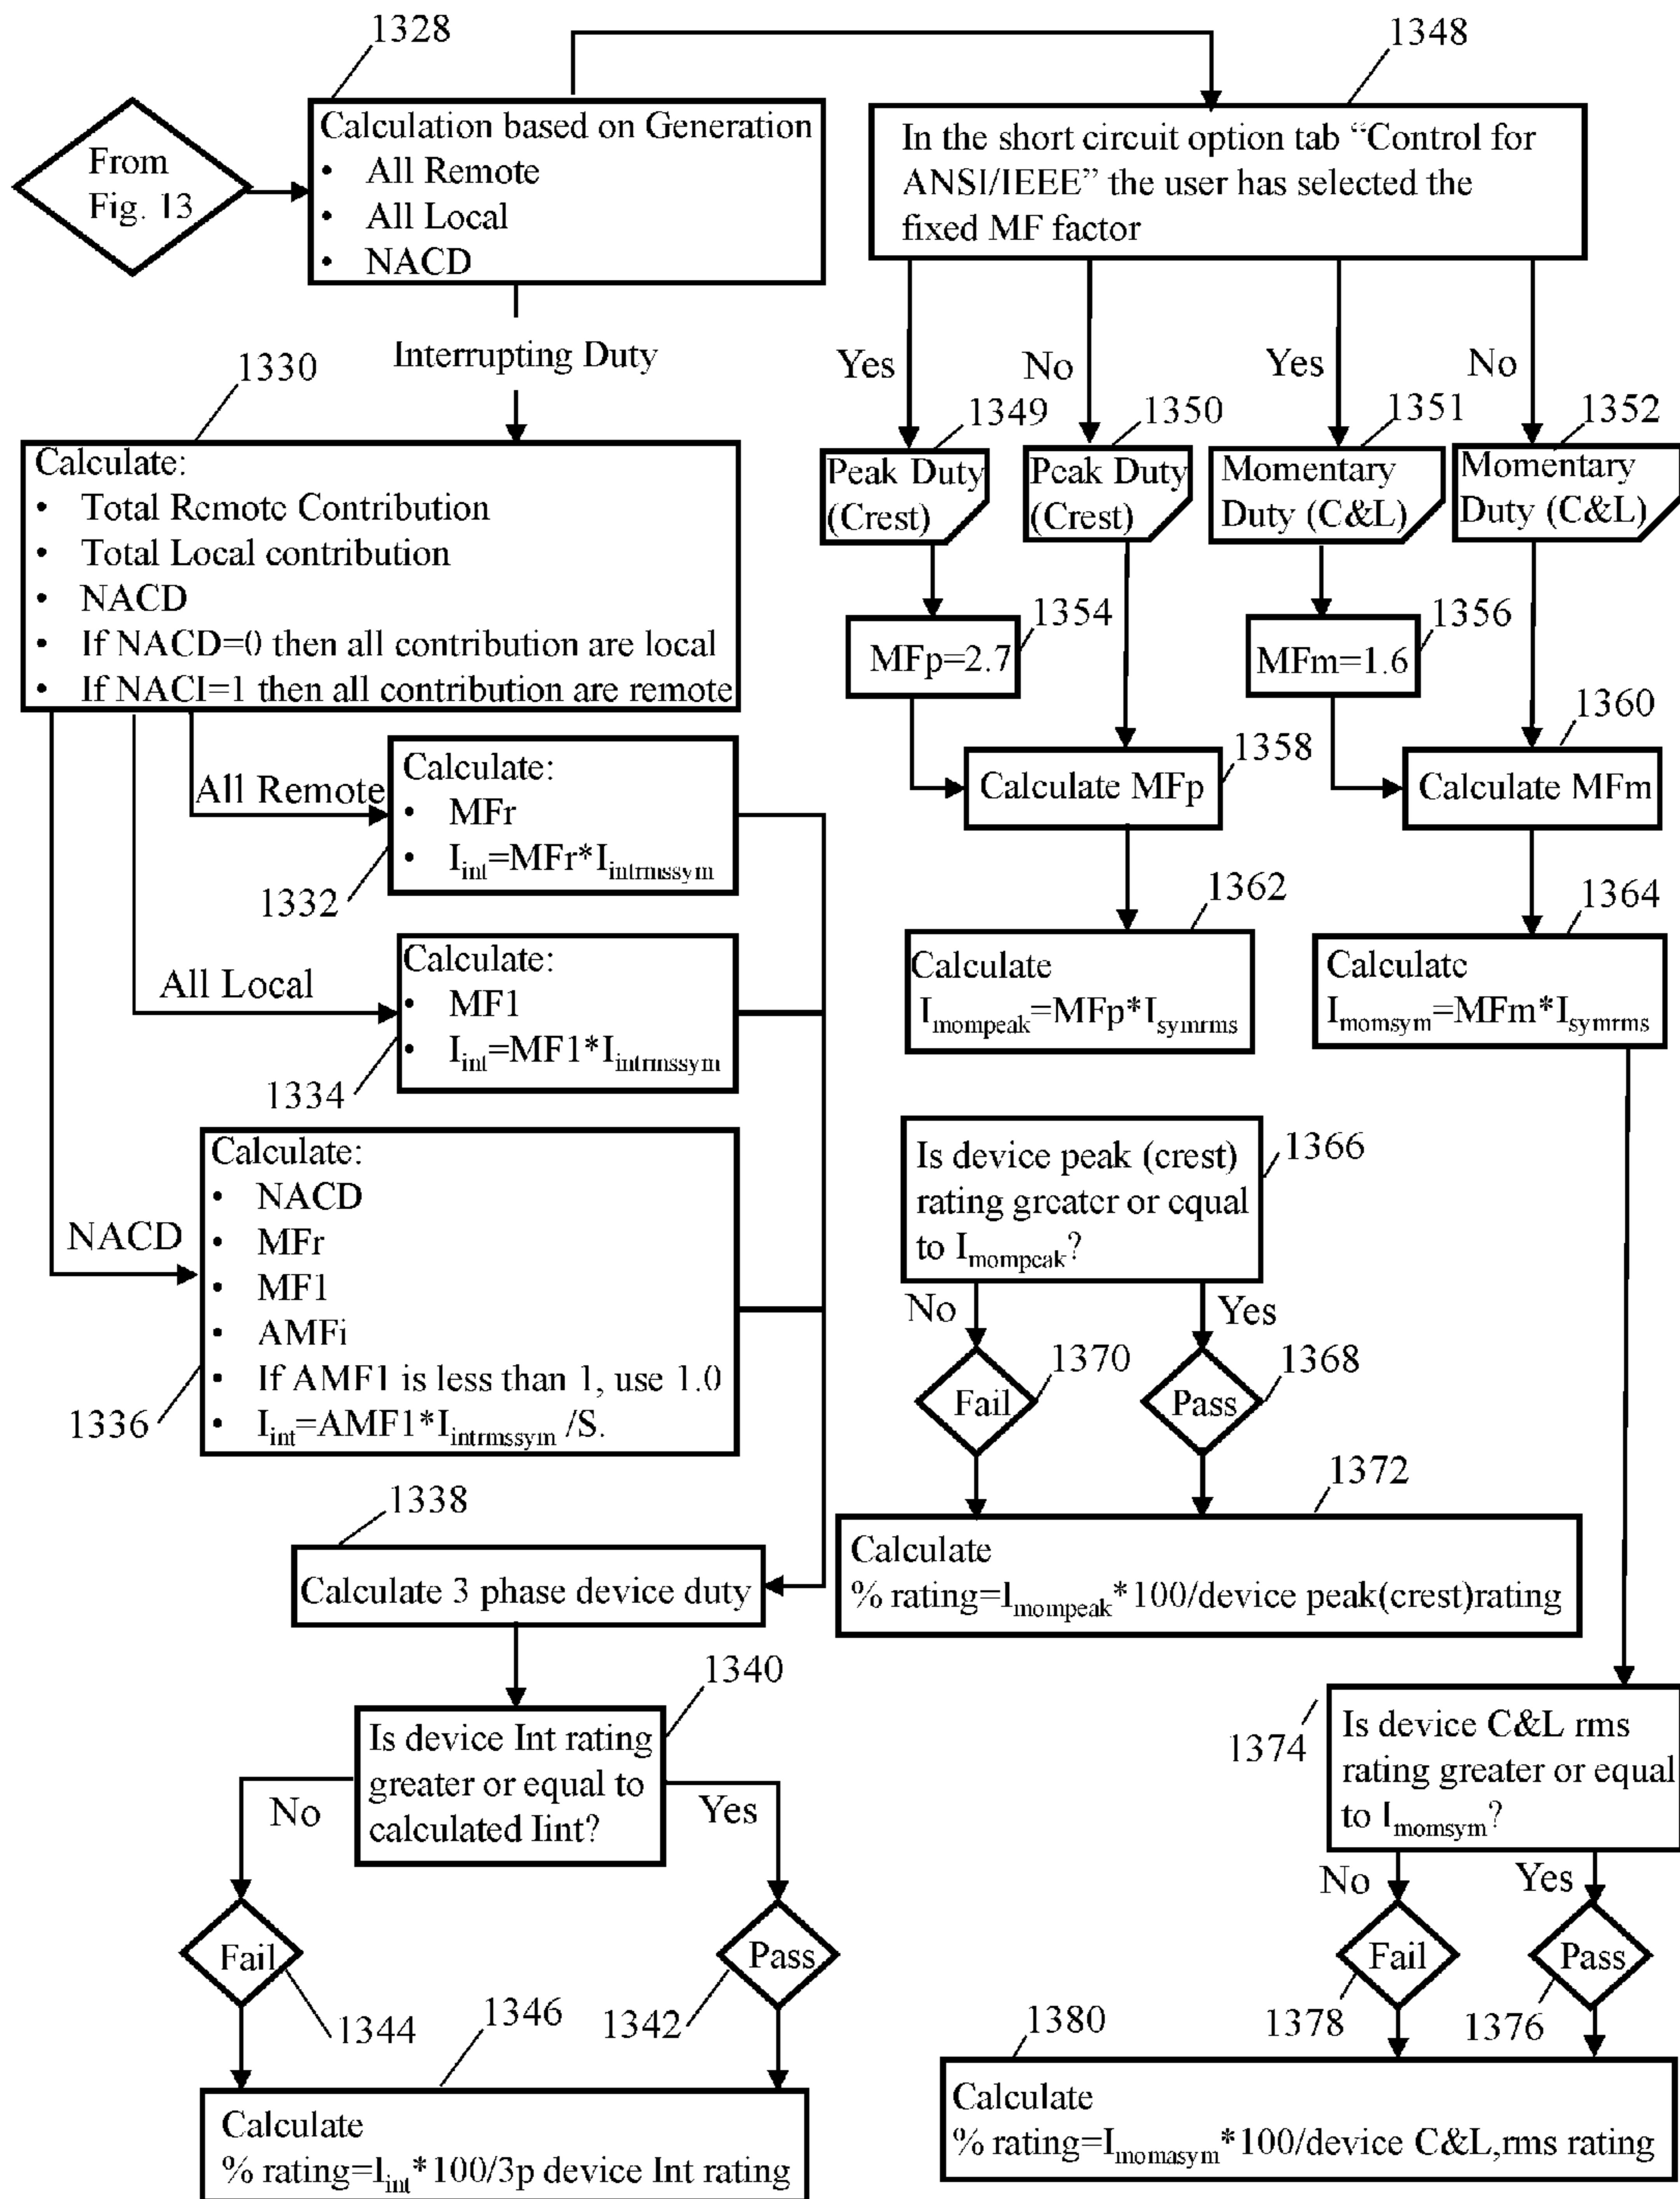 1328
1348
From
Fig. 13
Calculation based on Generation
• All Remote
• All Local
• NACD
In the short circuit option tab “Control for
ANSI/IEEE” the user has selected the
fixed MF factor
Interrupting Duty
Yes
No
Yes
No
1330
1349
1350
1351
1352
Calculate:
• Total Remote Contribution
• Total Local contribution
• NACD
• If NACD=0 then all contribution are local
• If NACI=1 then all contribution are remote
Peak Duty
(Crest)
Peak Duty
(Crest)
Momentary
Duty (C&L)
Momentary
Duty (C&L)
1354
MFp=2.7
1356
MFm=1.6
1358
Calculate MFp
1360
Calculate MFm
All Remote
Calculate:
• MFr
• Iint=MFr*Iintrmssym
1332
All Local
Calculate:
• MF1
• Iint=MF1*Iintrmssym
1334
1362
Calculate
Imompeak=MFp*Isymrms
1364
Calculate
Imomsym=MFm*Isymrms
NACD
Calculate:
• NACD
• MFr
• MF1
• AMFi
• If AMF1 is less than 1, use 1.0
• Iint=AMF1*Iintrmssym /S.
1336
Is device peak (crest)
rating greater or equal
to Imompeak?
1366
No
Yes
Fail
1370
Pass
1368
1372
Calculate
% rating=Imompeak*100/device peak(crest)rating
1338
Calculate 3 phase device duty
1340
Is device Int rating
greater or equal to
calculated Iint?
No
Yes
Fail
Pass
1344
1346
1342
Calculate
% rating=Iint*100/3p device Int rating
1374
Is device C&L rms
rating greater or equal
to Imomsym?
No
Yes
Fail
Pass
1380
1378
1376
Calculate
% rating=Imomasym*100/device C&L,rms rating